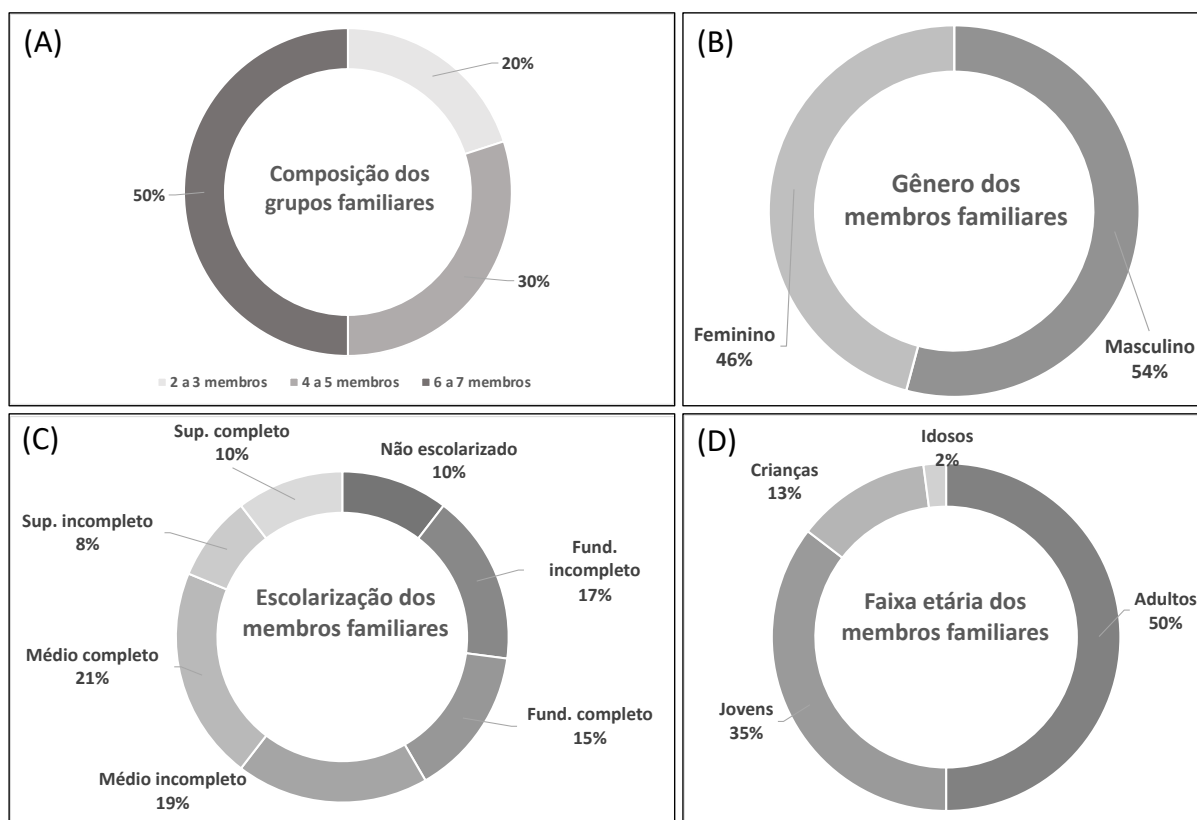 (A)
20%
Composição dos
grupos familiares
50%
30%
2 a 3 membros 4 a 5 membros 6 a 7 membros
(B)
Gênero dos
membros familiares
Feminino
46%
Masculino
54%
(C)
Sup. completo
10%
Não escolarizado
10%
Sup. incompleto
8%
Fund.
incompleto
17%
Escolarização dos
membros familiares
Médio completo
21%
Fund. completo
15%
Médio incompleto
19%
(D)
Idosos
2%
Crianças
13%
Faixa etária dos
membros familiares
Adultos
50%
Jovens
35%